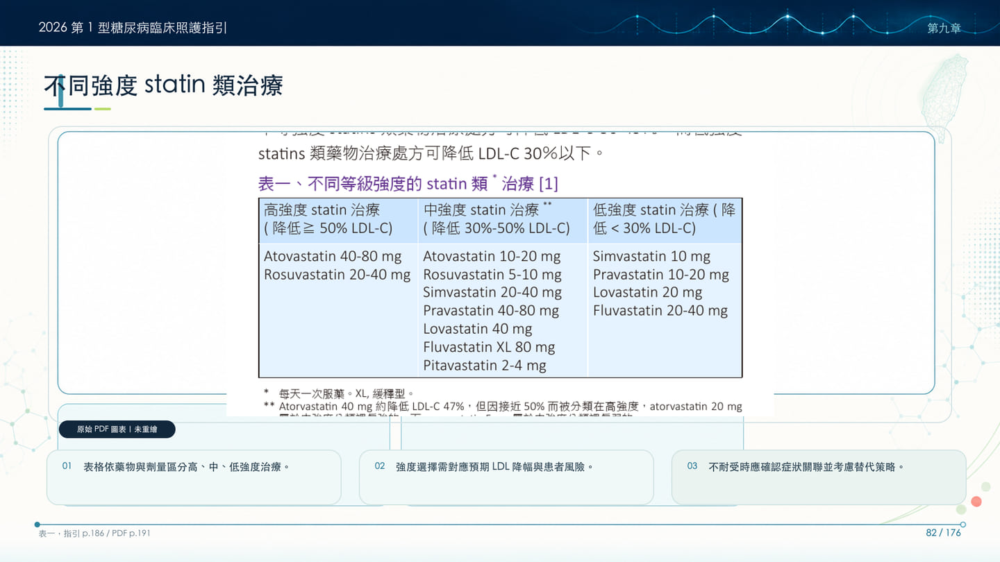 2026 第 1 型糖尿病臨床照護指引
第九章
不同強度 statin 類治療
statins 類藥物治療處方可降低 LDL-C 30%以下。
表一、不同等級強度的 statin 類 * 治療 [1]
高強度 statin 治療
( 降低≧ 50% LDL-C)
中強度 statin 治療 **
( 降低 30%-50% LDL-C)
低強度 statin 治療 ( 降
低 < 30% LDL-C)
Atovastatin 40-80 mg
Rosuvastatin 20-40 mg
Atovastatin 10-20 mg
Rosuvastatin 5-10 mg
Simvastatin 20-40 mg
Pravastatin 40-80 mg
Lovastatin 40 mg
Fluvastatin XL 80 mg
Pitavastatin 2-4 mg
Simvastatin 10 mg
Pravastatin 10-20 mg
Lovastatin 20 mg
Fluvastatin 20-40 mg
* 每天一次服藥。XL, 緩釋型。
** Atorvastatin 40 mg 約降低 LDL-C 47%，但因接近 50% 而被分類在高強度，atorvastatin 20 mg
原始 PDF 圖表｜未重繪
01 表格依藥物與劑量區分高、中、低強度治療。
02 強度選擇需對應預期 LDL 降幅與患者風險。
03 不耐受時應確認症狀關聯並考慮替代策略。
表一，指引 p.186 / PDF p.191
82 / 176